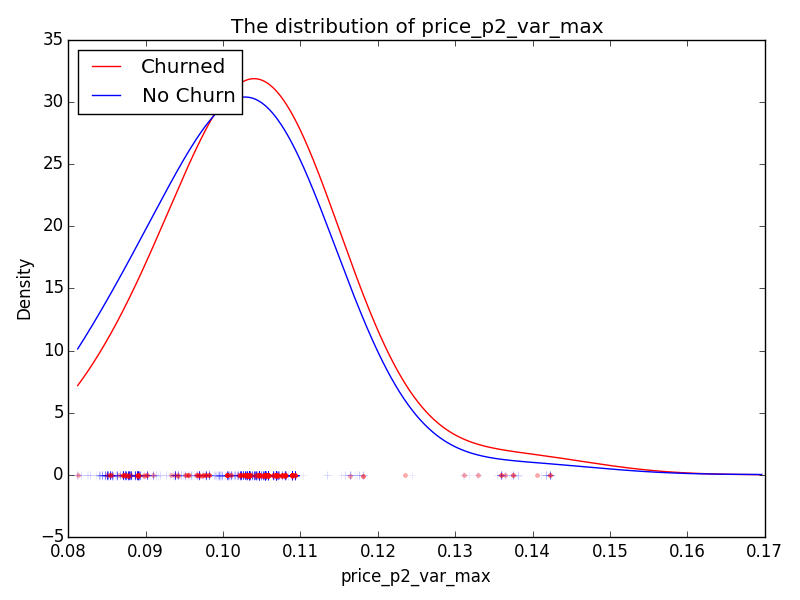 The distribution of price_p2_var_max
35
30
25
20
15
10
5
0
−5
Density
Churned
No Churn
0.08 0.09 0.10 0.11 0.12 0.13 0.14 0.15 0.16 0.17
price_p2_var_max